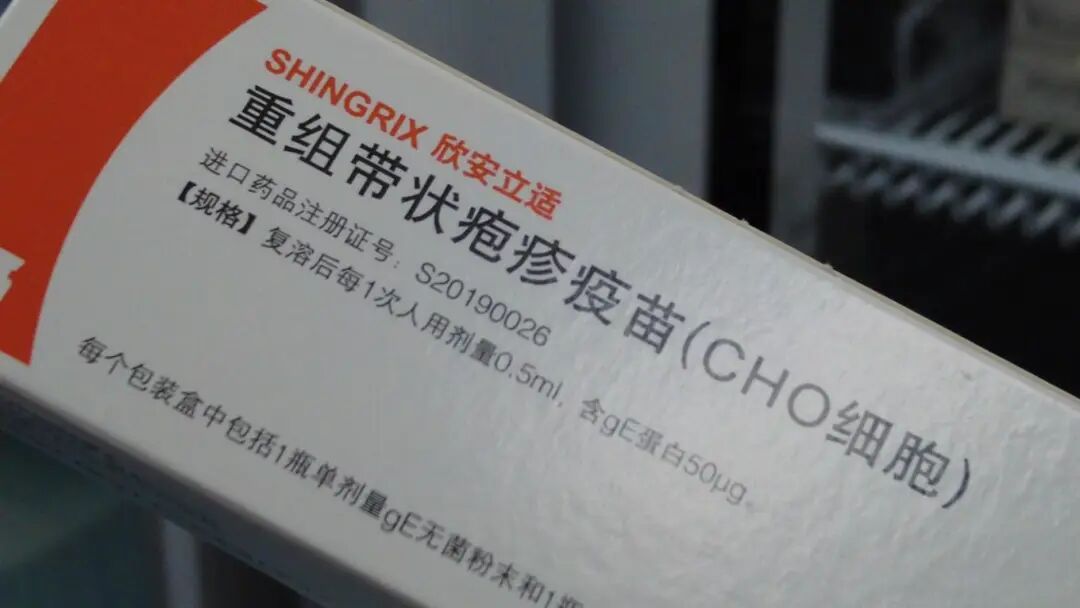 SHINGRIX 欣安立适
重组带状疱疹疫苗(CHO细胞)
进口药品注册证号：S20190026
【规格】复溶后每1次人用剂量0.5ml，含gE蛋白50μg。
每个包装盒中包括1瓶单剂量gE无菌粉末和1瓶